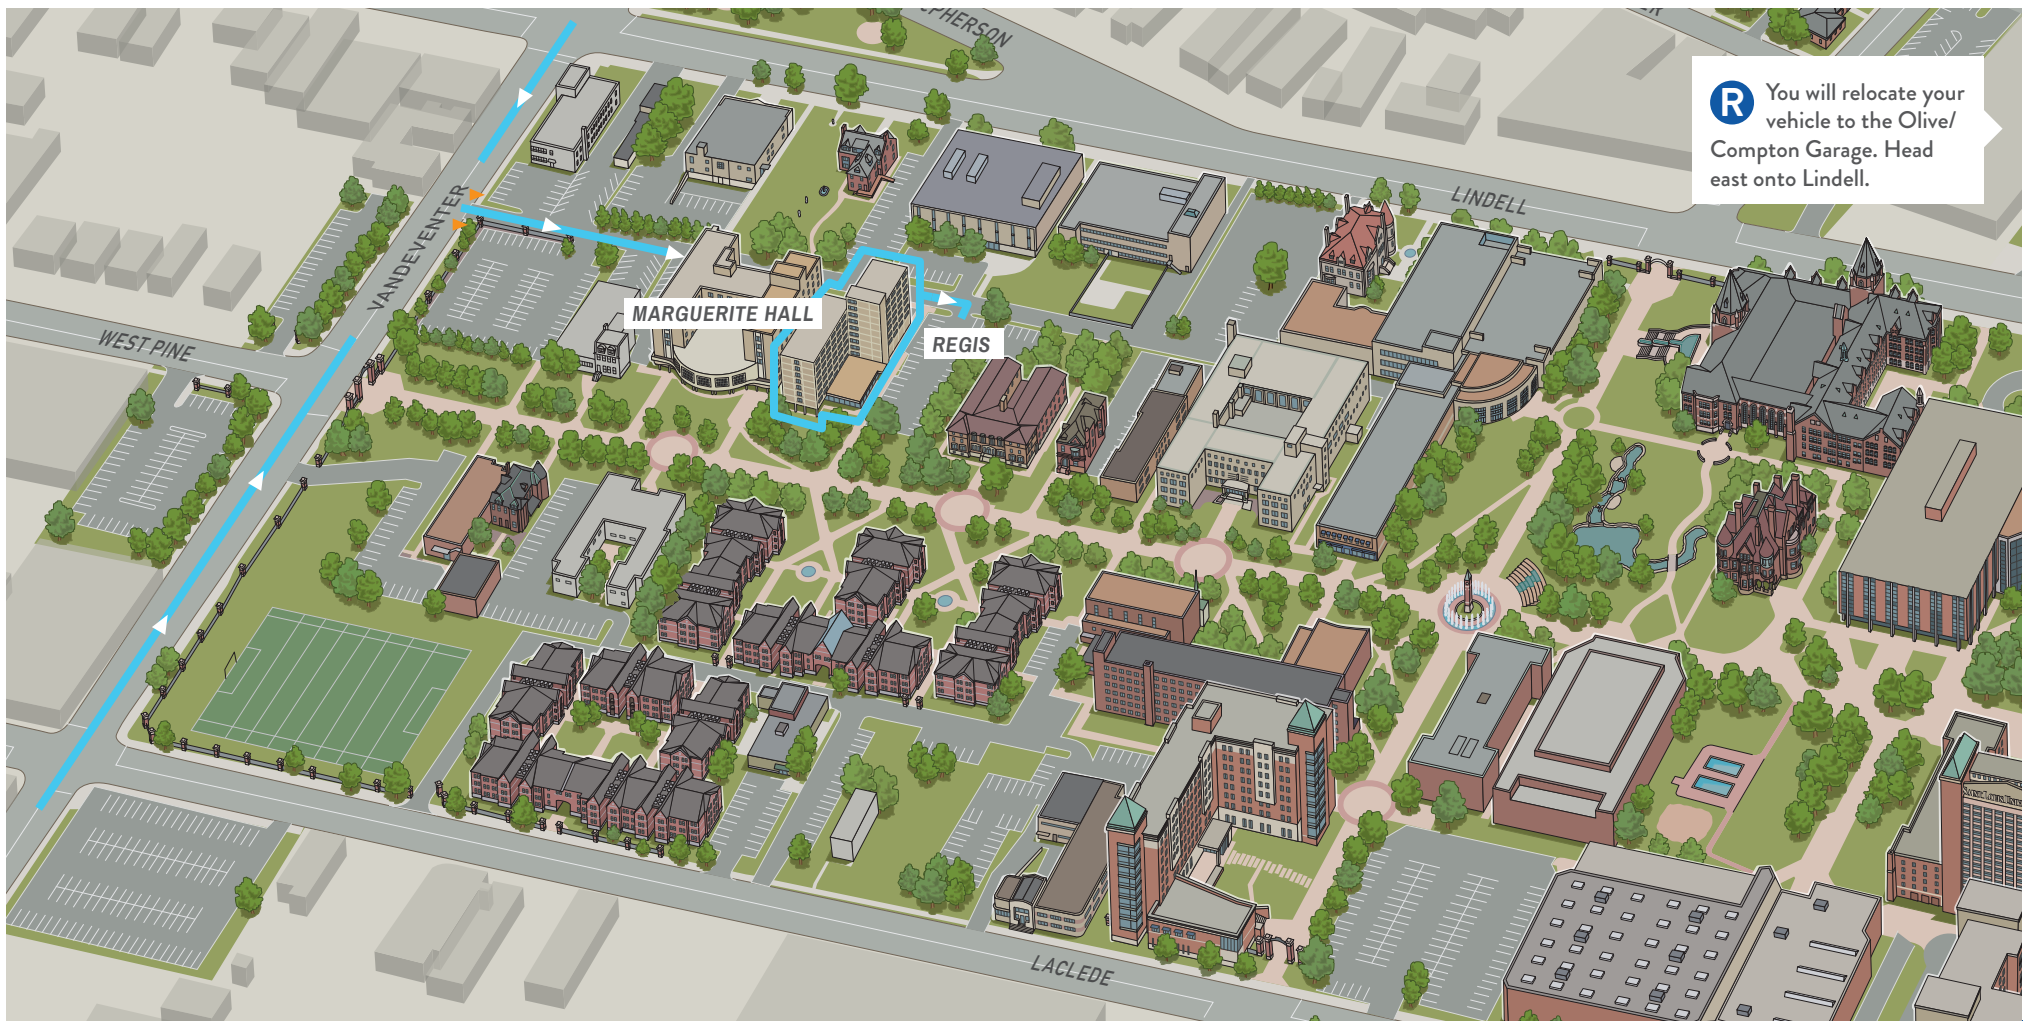 PHERSON
R
You will relocate your
vehicle to the Olive/
Compton Garage. Head
east onto Lindell.
LINDELL
VANDEVENTER
MARGUERITE HALL
REGIS
WEST PINE
LACLEDE